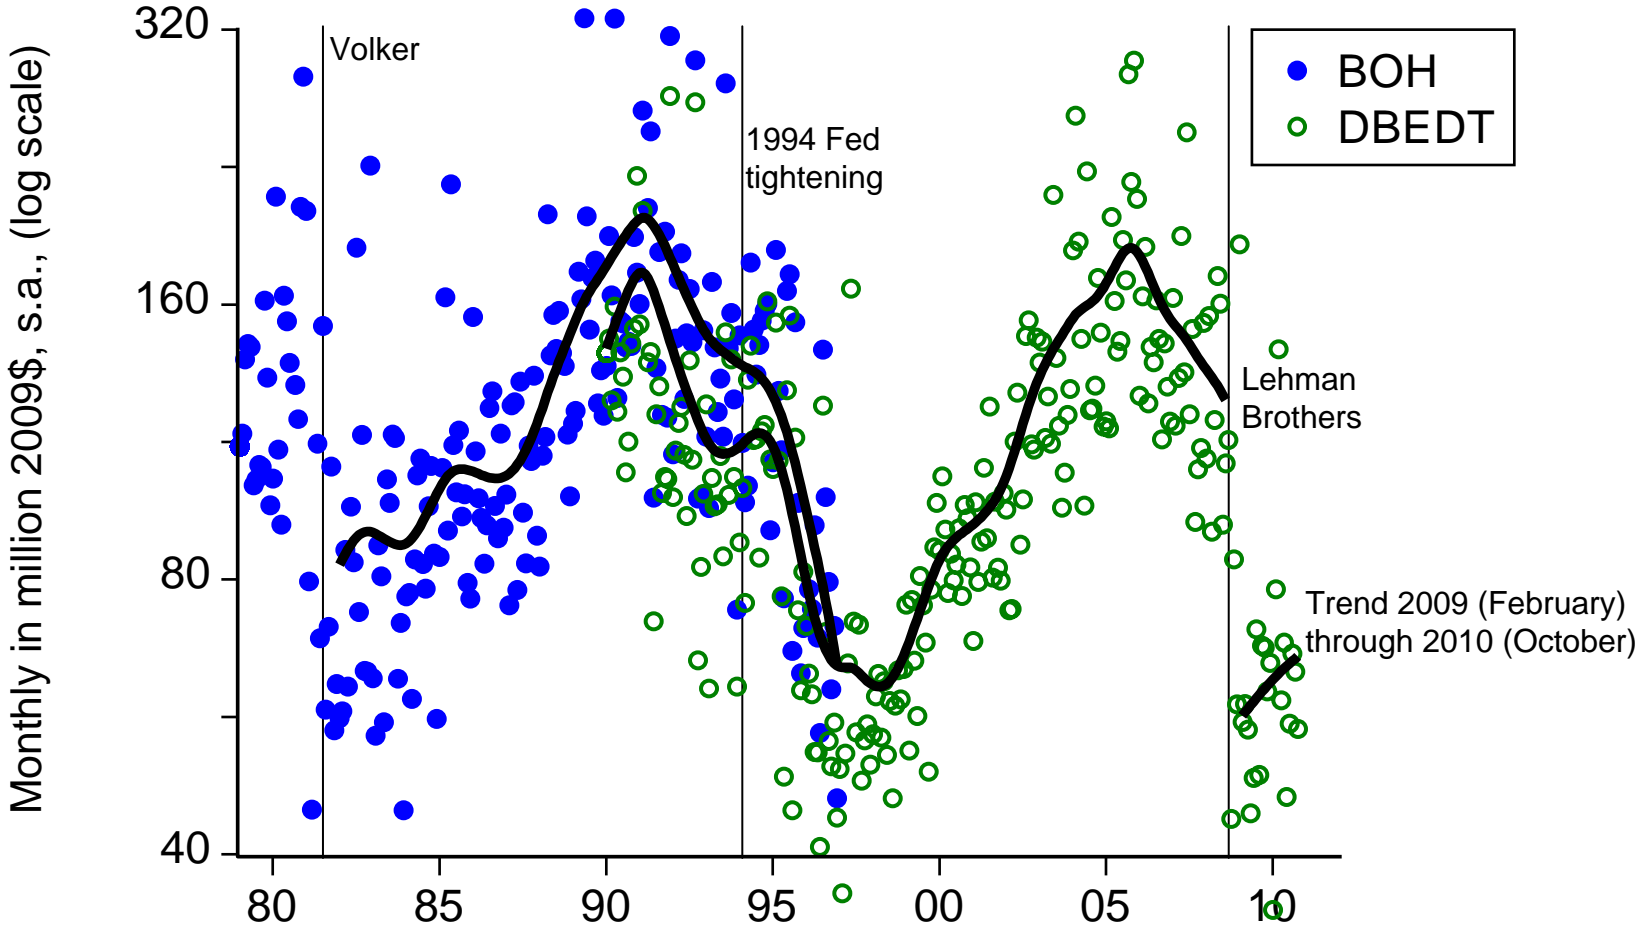 Monthly in million 2009$, s.a., (log scale)
320
160
80
40
Volker
1994 Fed
tightening
BOH
DBEDT
Lehman
Brothers
Trend 2009 (February)
through 2010 (October)
80 85 90 95 00 05 10